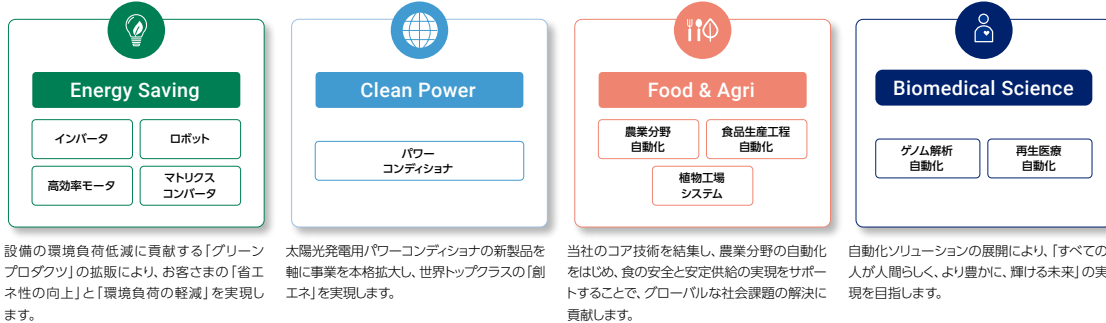 Energy Saving
インバータ
ロボット
高効率モータ
マトリクス
コンバータ
設備の環境負荷低減に貢献する「グリーン
プロダクツ」の拡販により、お客さまの「省エ
ネ性の向上」と「環境負荷の軽減」を実現し
ます。
Clean Power
パワー
コンディショナ
太陽光発電用パワーコンディショナの新製品を
軸に事業を本格拡大し、世界トップクラスの「創
エネ」を実現します。
Food & Agri
農業分野
自動化
食品生産工程
自動化
植物工場
システム
当社のコア技術を結集し、農業分野の自動化
をはじめ、食の安全と安定供給の実現をサポー
トすることで、グローバルな社会課題の解決に
貢献します。
Biomedical Science
ゲノム解析
自動化
再生医療
自動化
自動化ソリューションの展開により、「すべての
人が人間らしく、より豊かに、輝ける未来」の実
現を目指します。